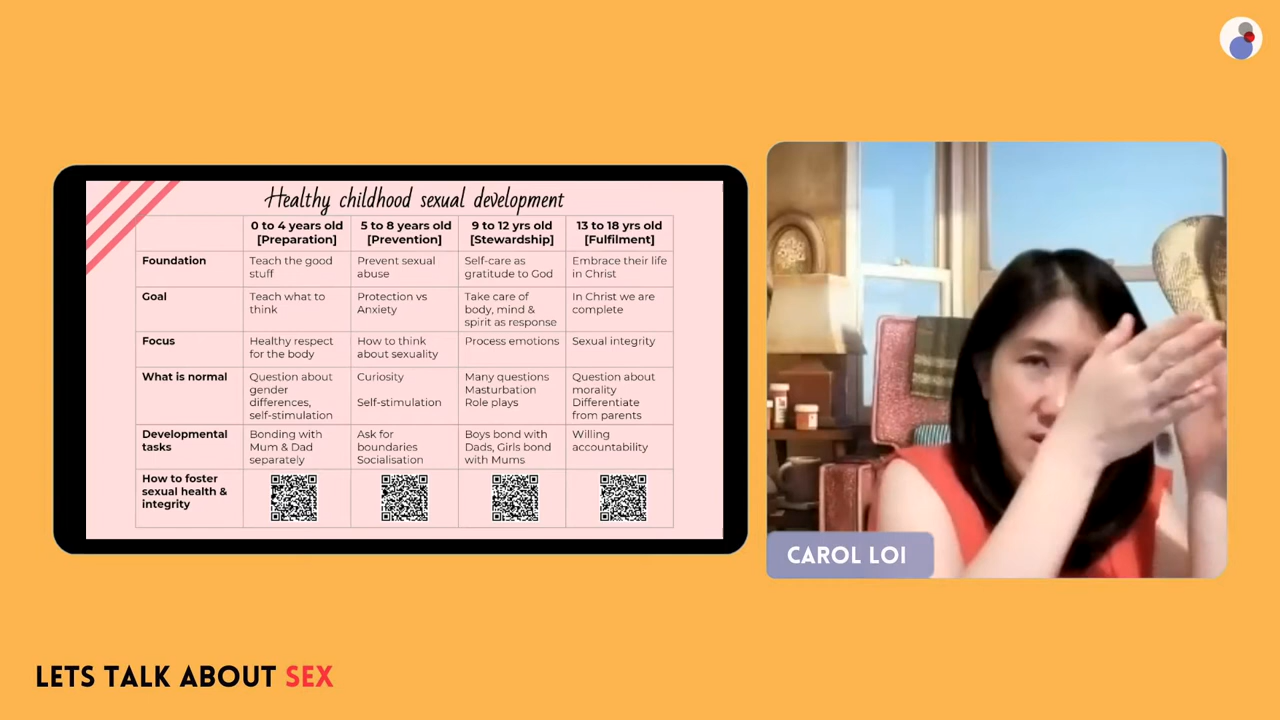 Healthy childhood sexual development
0 to 4 years old
[Preparation]
5 to 8 years old
[Prevention]
9 to 12 yrs old
[Stewardship]
13 to 18 yrs old
[Fulfilment]
Foundation
Teach the good
stuff
Prevent sexual
abuse
Self-care as
gratitude to God
Embrace their life
in Christ
Goal
Teach what to
think
Protection vs
Anxiety
Take care of
body, mind &
spirit as response
In Christ we are
complete
Focus
Healthy respect
for the body
How to think
about sexuality
Process emotions
Sexual integrity
What is normal
Question about
gender
differences,
self-stimulation
Curiosity
Self-stimulation
Many questions
Masturbation
Role plays
Question about
morality
Differentiate
from parents
Developmental
tasks
Bonding with
Mum & Dad
separately
Ask for
boundaries
Socialisation
Boys bond with
Dads, Girls bond
with Mums
Willing
accountability
How to foster
sexual health &
integrity
CAROL LOI
LETS TALK ABOUT SEX